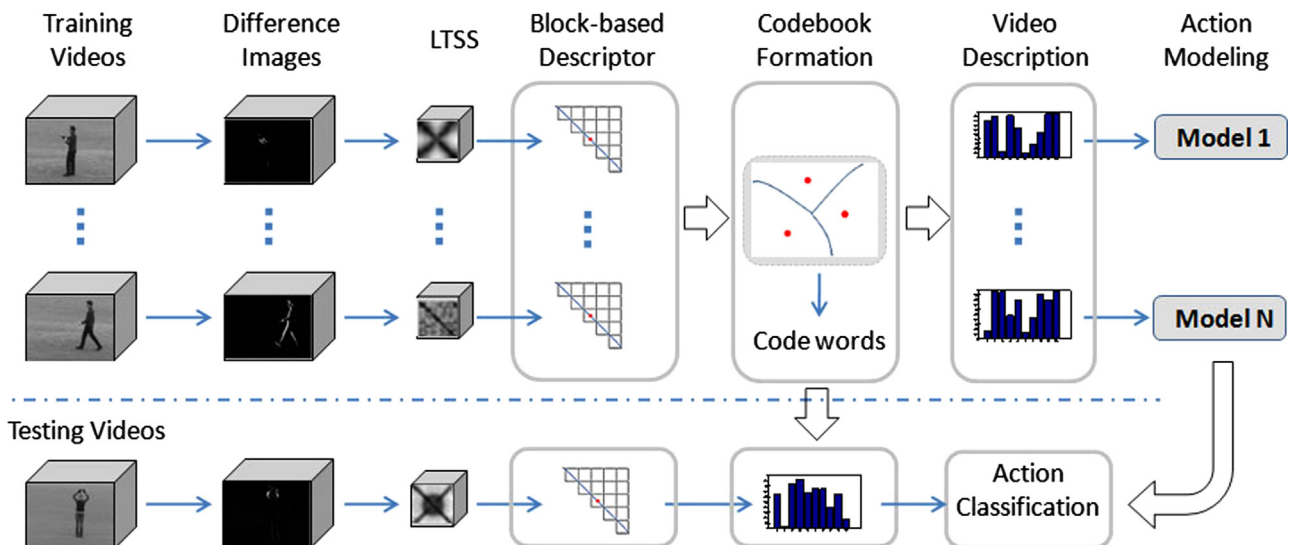 Training
Videos
Difference
Images
LTSS
Block-based
Descriptor
Codebook
Formation
Video
Description
Action
Modeling
Model 1
Code words
Model N
Testing Videos
Action
Classification